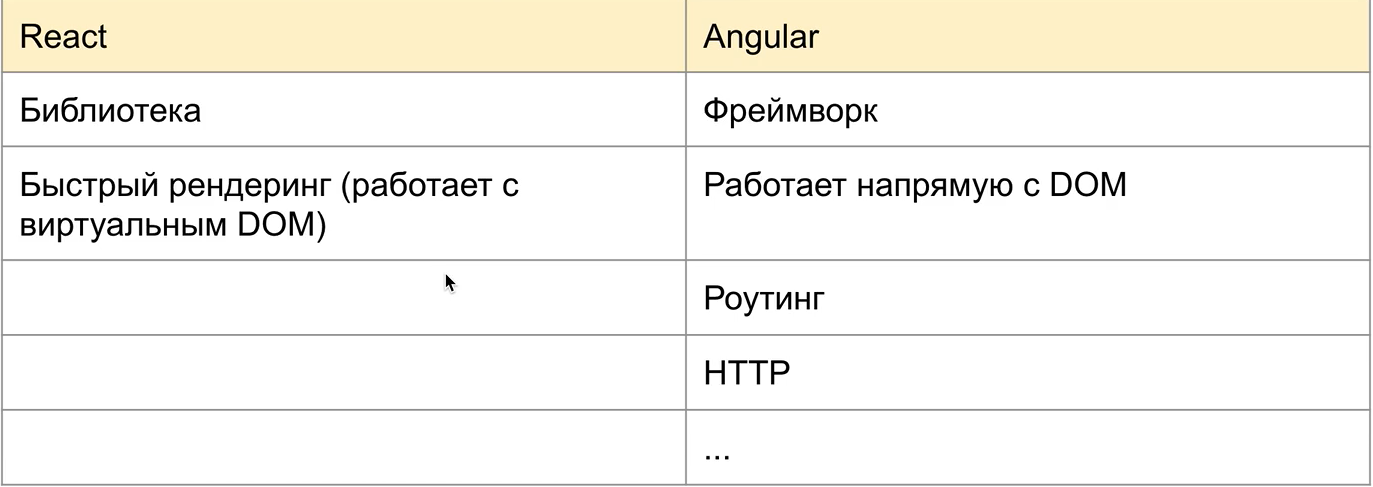 React
Angular
Библиотека
Фреймворк
Быстрый рендеринг (работает с
виртуальным DOM)
Работает напрямую с DOM
Роутинг
HTTP
...